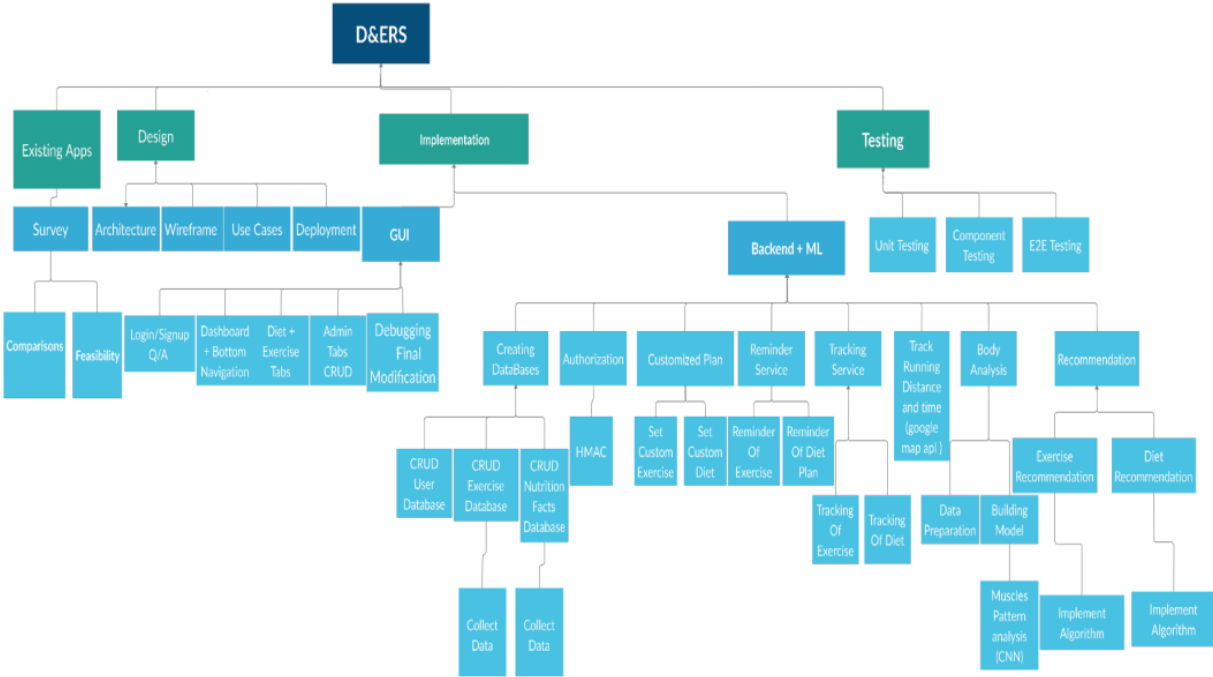 D&ERS
Existing Apps
Design
Implementation
Testing
Survey
Architecture
Wireframe
Use Cases
Deployment
GUI
Backend + ML
Unit Testing
Component
Testing
E2E Testing
Comparisons
Feasibility
Login/Signup
Q/A
Dashboard
+ Bottom
Navigation
Diet +
Exercise
Tabs
Admin
Tabs
CRUD
Debugging
Final
Modification
Creating
DataBases
Authorization
Customized Plan
Reminder
Service
Tracking
Service
Track
Running
Distance
and time
(google
map api )
Body
Analysis
Recommendation
CRUD
User
Database
CRUD
Exercise
Database
CRUD
Nutrition
Facts
Database
HMAC
Set
Custom
Exercise
Set
Custom
Diet
Reminder
Of
Exercise
Reminder
Of Diet
Plan
Tracking
Of
Exercise
Tracking
Of Diet
Data
Preparation
Building
Model
Exercise
Recommendation
Diet
Recommendation
Collect
Data
Collect
Data
Muscles
Pattern
analysis
(CNN)
Implement
Algorithm
Implement
Algorithm